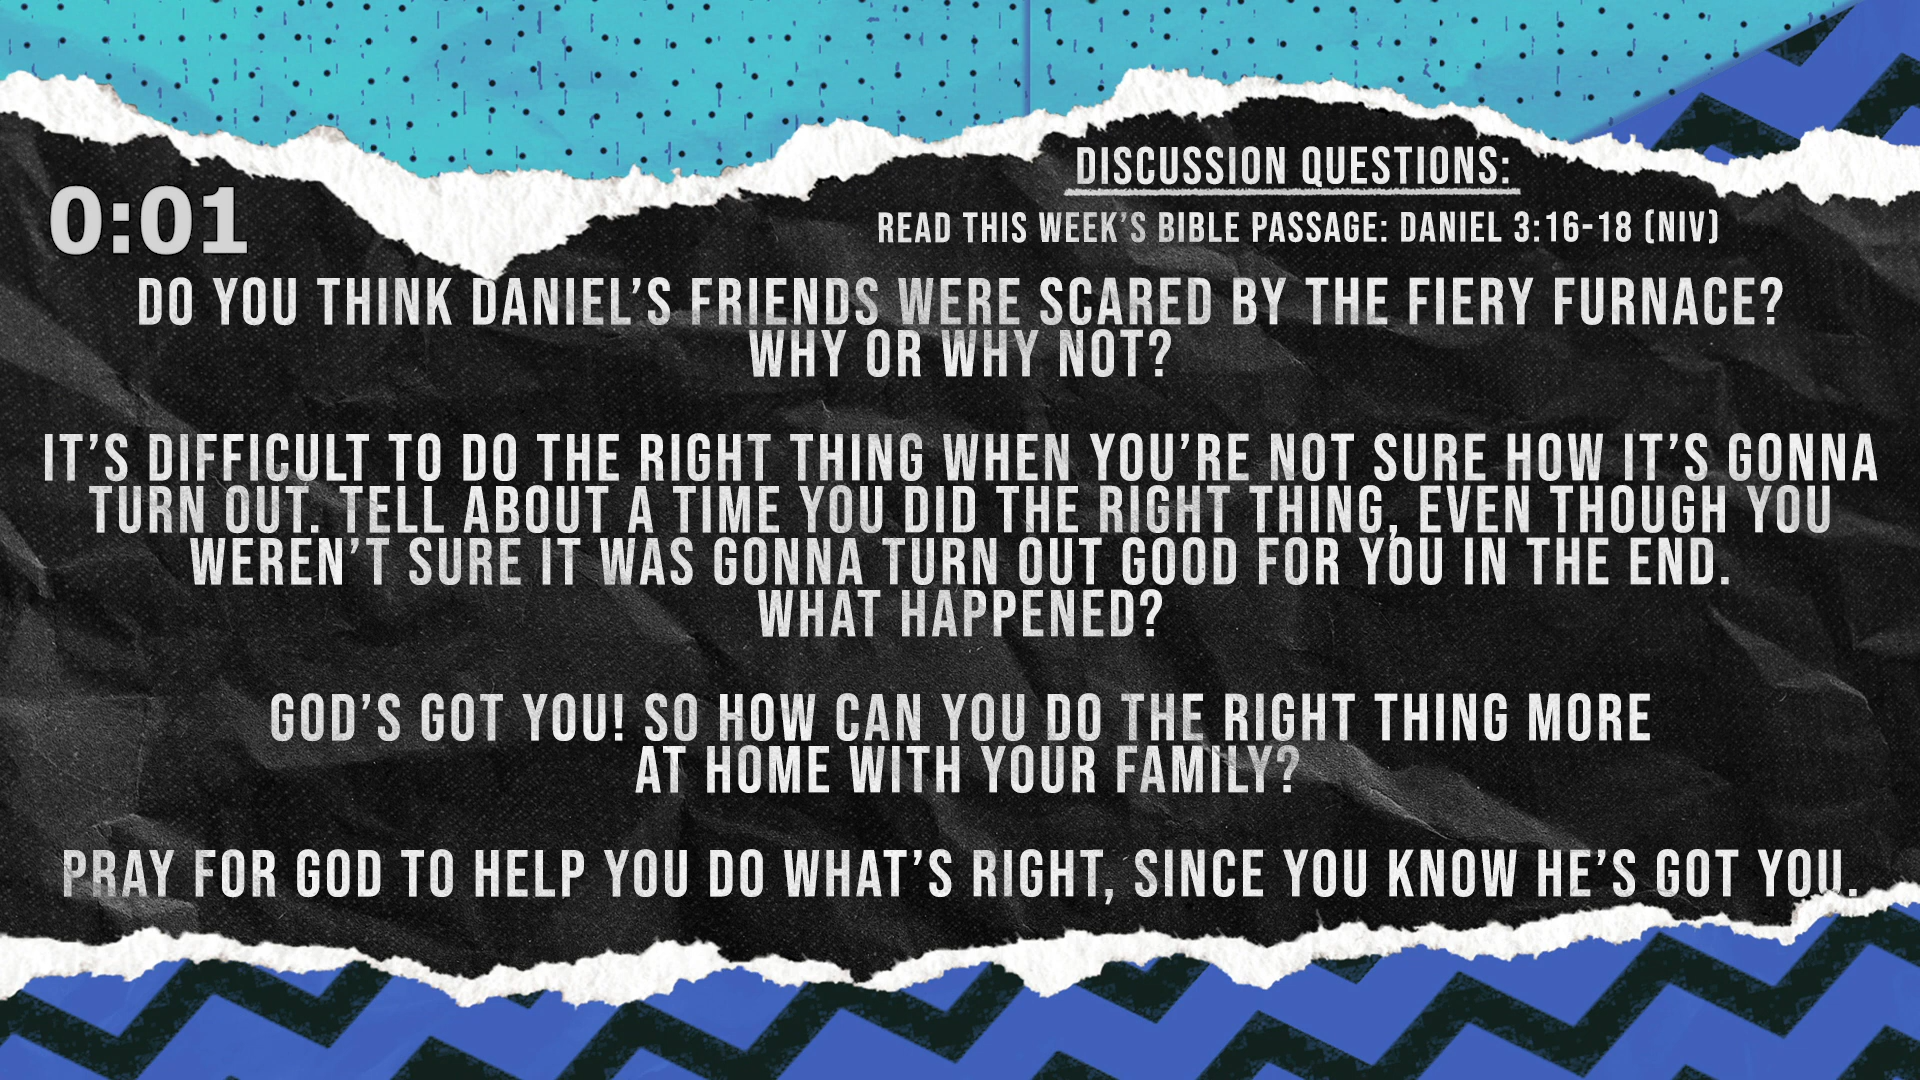 DISCUSSION QUESTIONS:
0:01
READ THIS WEEK'S BIBLE PASSAGE: DANIEL 3:16-18 (NIV)
DO YOU THINK DANIEL'S FRIENDS WERE SCARED BY THE FIERY FURNACE?
WHY OR WHY NOT?
IT'S DIFFICULT TO DO THE RIGHT THING WHEN YOU'RE NOT SURE HOW IT'S GONNA
TURN OUT. TELL ABOUT A TIME YOU DID THE RIGHT THING, EVEN THOUGH YOU
WEREN'T SURE IT WAS GONNA TURN OUT GOOD FOR YOU IN THE END.
WHAT HAPPENED?
GOD'S GOT YOU! SO HOW CAN YOU DO THE RIGHT THING MORE
AT HOME WITH YOUR FAMILY?
PRAY FOR GOD TO HELP YOU DO WHAT'S RIGHT, SINCE YOU KNOW HE'S GOT YOU.